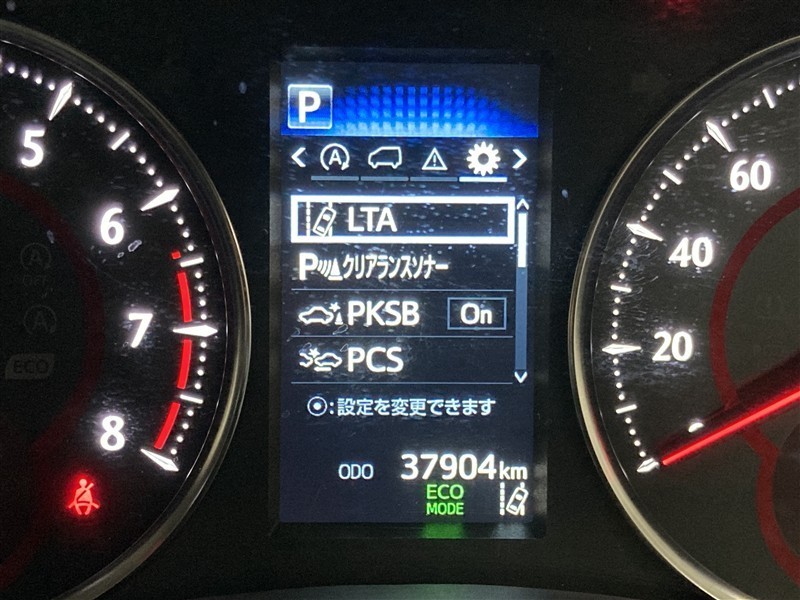 P
A
LTA
Pクリアランスソナー
PKSB On
PCS
◉:設定を変更できます
ODO 37904km
ECO
MODE
5
6
7
8
60
40
20
A
A
ECO